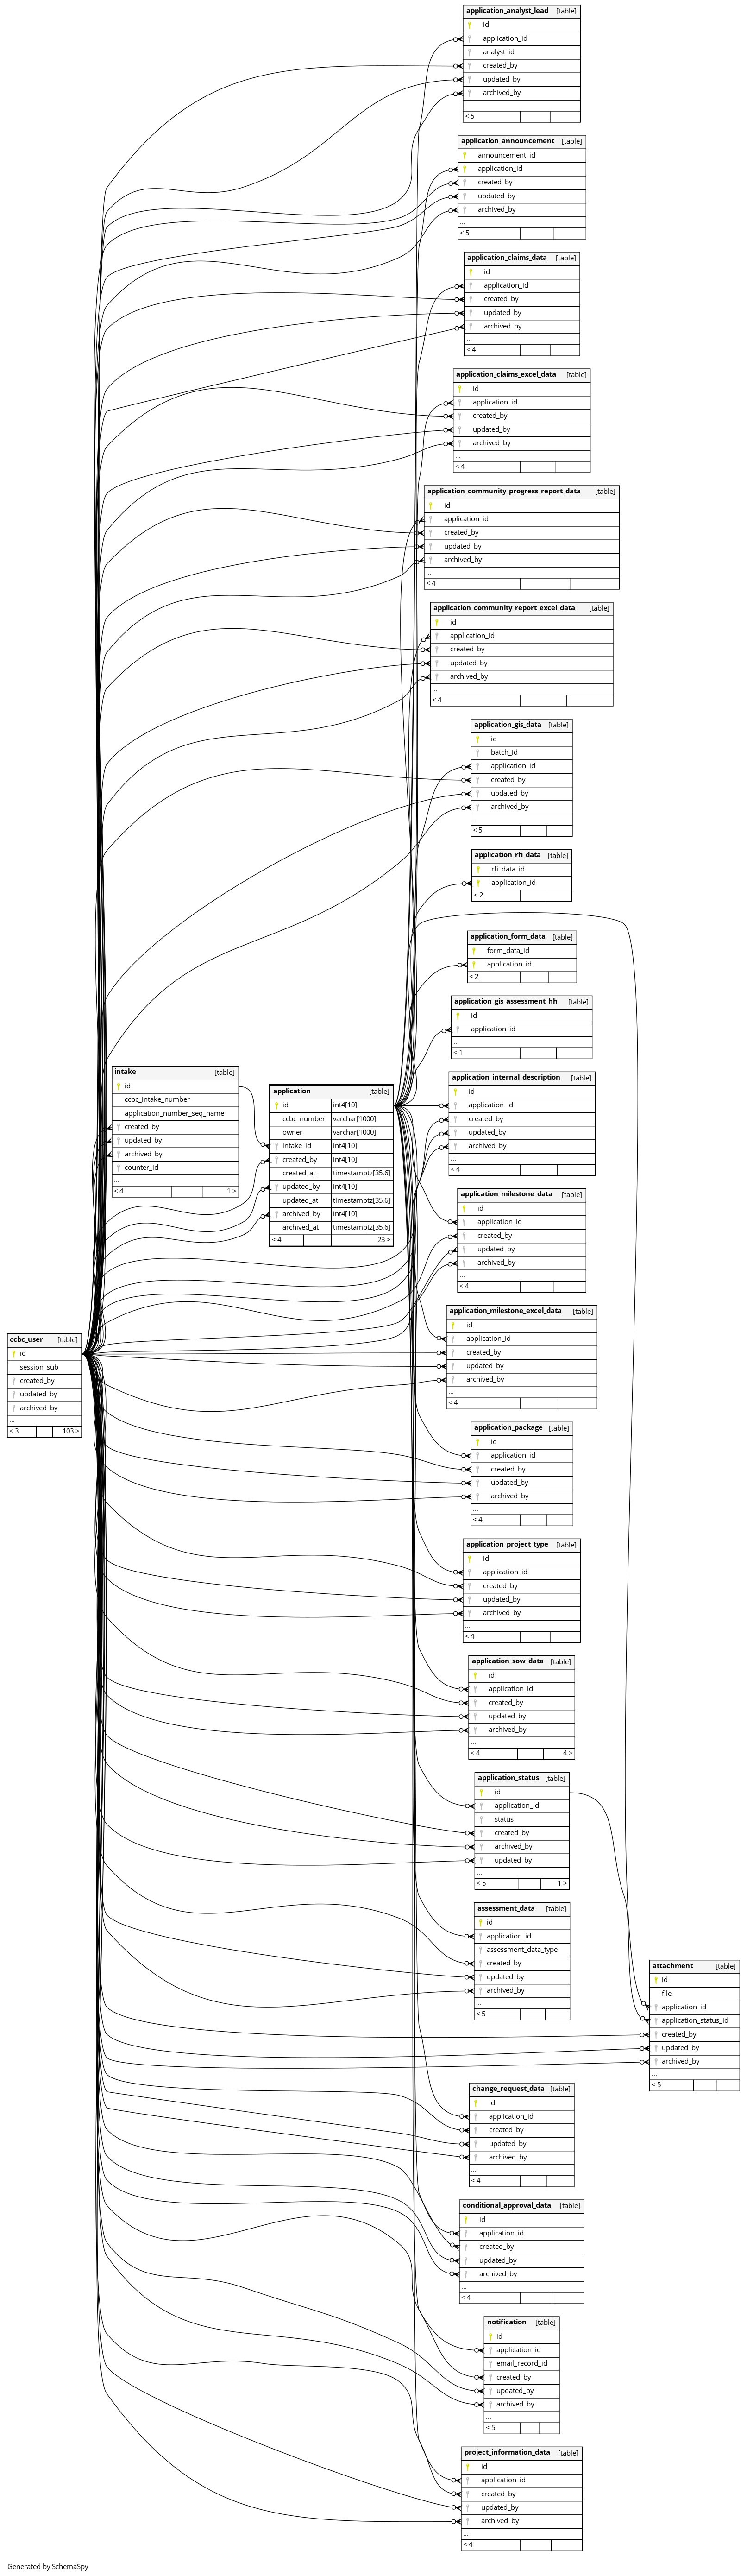 application_analyst_lead [table]
id
application_id
analyst_id
created_by
updated_by
archived_by
...
< 5
application_announcement [table]
announcement_id
application_id
created_by
updated_by
archived_by
...
< 5
application_claims_data [table]
id
application_id
created_by
updated_by
archived_by
...
< 4
application_claims_excel_data [table]
id
application_id
created_by
updated_by
archived_by
...
< 4
application_community_progress_report_data [table]
id
application_id
created_by
updated_by
archived_by
...
< 4
application_community_report_excel_data [table]
id
application_id
created_by
updated_by
archived_by
...
< 4
application_gis_data [table]
id
batch_id
application_id
created_by
updated_by
archived_by
...
< 5
application_rfi_data [table]
rfi_data_id
application_id
< 2
application_form_data [table]
form_data_id
application_id
< 2
application_gis_assessment_hh [table]
id
application_id
...
< 1
intake [table]
id
ccbc_intake_number
application_number_seq_name
created_by
updated_by
archived_by
counter_id
...
< 4 1 >
application [table]
id int4[10]
ccbc_number varchar[1000]
owner varchar[1000]
intake_id int4[10]
created_by int4[10]
created_at timestamptz[35,6]
updated_by int4[10]
updated_at timestamptz[35,6]
archived_by int4[10]
archived_at timestamptz[35,6]
< 4 23 >
application_internal_description [table]
id
application_id
created_by
updated_by
archived_by
...
< 4
application_milestone_data [table]
id
application_id
created_by
updated_by
archived_by
...
< 4
ccbc_user [table]
id
session_sub
created_by
updated_by
archived_by
...
< 3 103 >
application_milestone_excel_data [table]
id
application_id
created_by
updated_by
archived_by
...
< 4
application_package [table]
id
application_id
created_by
updated_by
archived_by
...
< 4
application_project_type [table]
id
application_id
created_by
updated_by
archived_by
...
< 4
application_sow_data [table]
id
application_id
created_by
updated_by
archived_by
...
< 4 4 >
application_status [table]
id
application_id
status
created_by
archived_by
updated_by
...
< 5 1 >
assessment_data [table]
id
application_id
assessment_data_type
created_by
updated_by
archived_by
...
< 5
attachment [table]
id
file
application_id
application_status_id
created_by
updated_by
archived_by
...
< 5
change_request_data [table]
id
application_id
created_by
updated_by
archived_by
...
< 4
conditional_approval_data [table]
id
application_id
created_by
updated_by
archived_by
...
< 4
notification [table]
id
application_id
email_record_id
created_by
updated_by
archived_by
...
< 5
project_information_data [table]
id
application_id
created_by
updated_by
archived_by
...
< 4
Generated by SchemaSpy